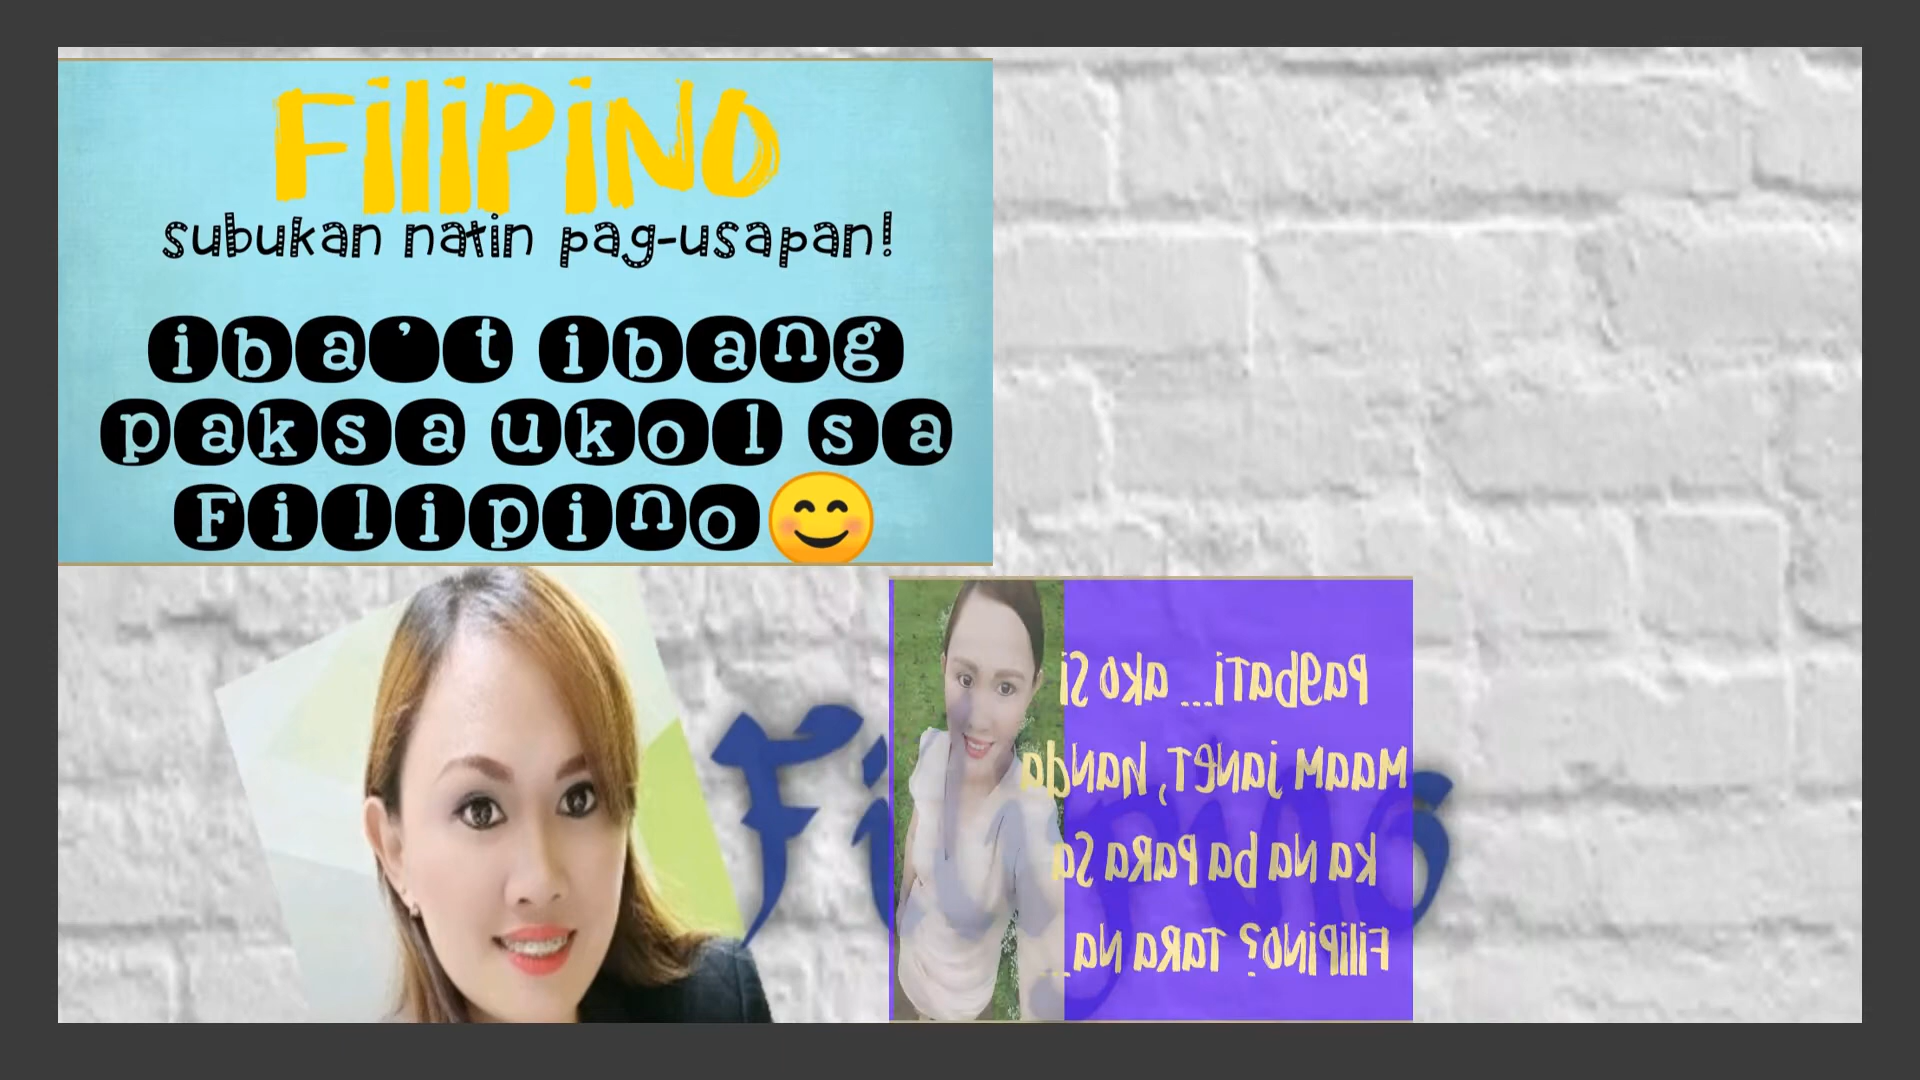 FiliPiNO
subukan natin pag-usapan!
iba't ibang
paksa ukol sa
Filipino😊
Filipino
Pagbati... ako si
Maam janet, handa
ka na ba para sa
Filipino? Tara na...